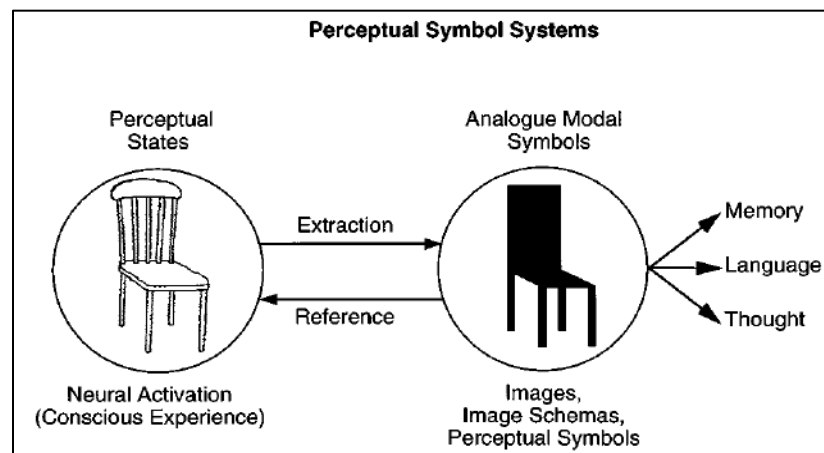 Perceptual Symbol Systems
Perceptual
States
Analogue Modal
Symbols
Extraction
Reference
Memory
Language
Thought
Neural Activation
(Conscious Experience)
Images,
Image Schemas,
Perceptual Symbols